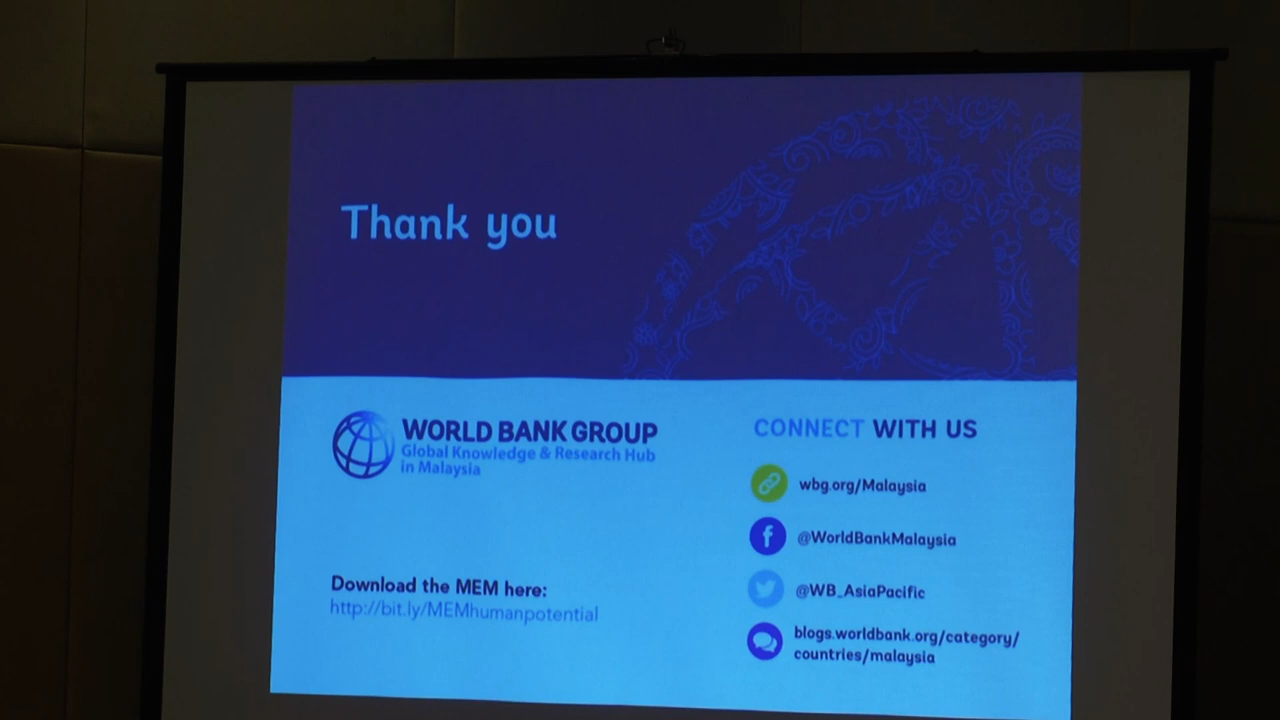 Thank you
WORLD BANK GROUP
Global Knowledge & Research Hub
in Malaysia
Download the MEM here:
http://bit.ly/MEMhumanpotential
CONNECT WITH US
wbg.org/Malaysia
@WorldBankMalaysia
@WB_AsiaPacific
blogs.worldbank.org/category/
countries/malaysia